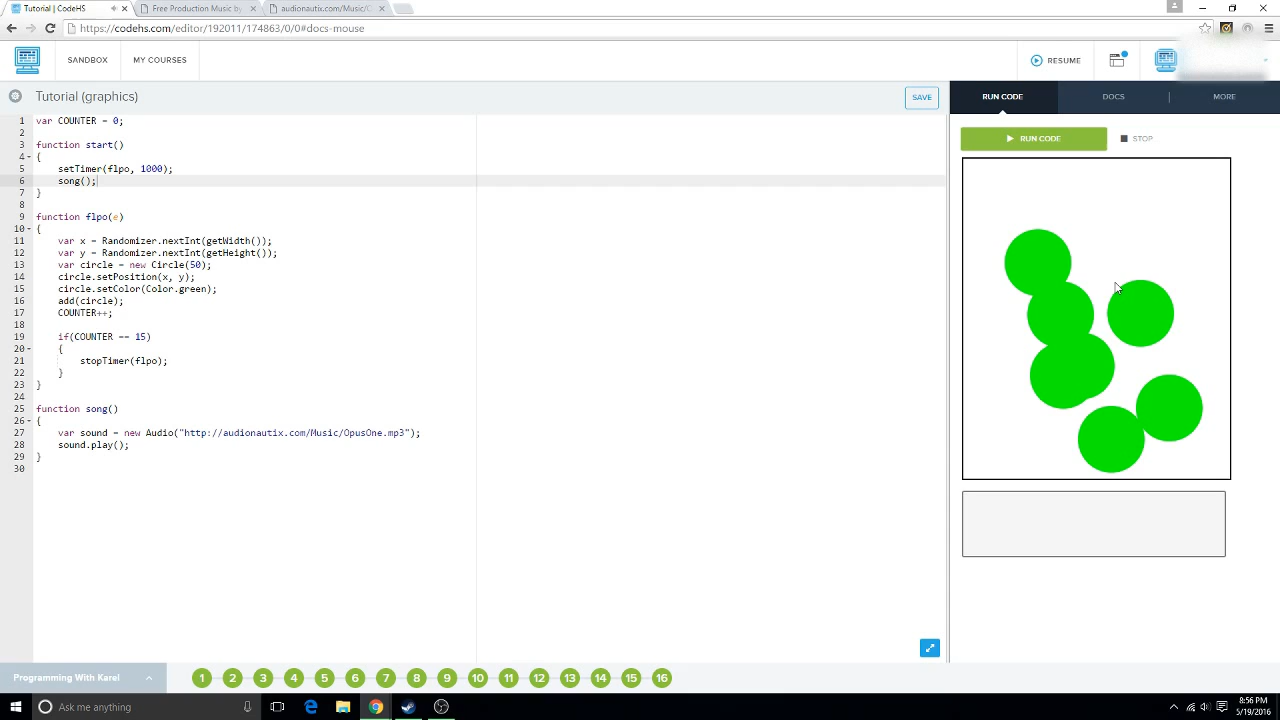 Tutorial | CodeHS
Free Production Music by
audionautix.com/Music/O
https://codehs.com/editor/192011/174863/0/0#docs-mouse
SANDBOX
MY COURSES
RESUME
Tutorial (graphics)
SAVE
RUN CODE
DOCS
MORE
RUN CODE
STOP
1 var COUNTER = 0;
2
3 function start()
4 {
5 setTimer(flpo, 1000);
6 song();
7 }
8
9 function flpo(e)
10 {
11 var x = Randomizer.nextInt(getWidth());
12 var y = Randomizer.nextInt(getHeight());
13 var circle = new Circle(50);
14 circle.setPosition(x, y);
15 circle.setColor(Color.green);
16 add(circle);
17 COUNTER++;
18
19 if(COUNTER == 15)
20 {
21 stopTimer(flpo);
22 }
23 }
24
25 function song()
26 {
27 var sound = new Audio("http://audionautix.com/Music/OpusOne.mp3");
28 sound.play();
29 }
30
Programming With Karel
1 2 3 4 5 6 7 8 9 10 11 12 13 14 15 16
Ask me anything
8:56 PM
5/19/2016